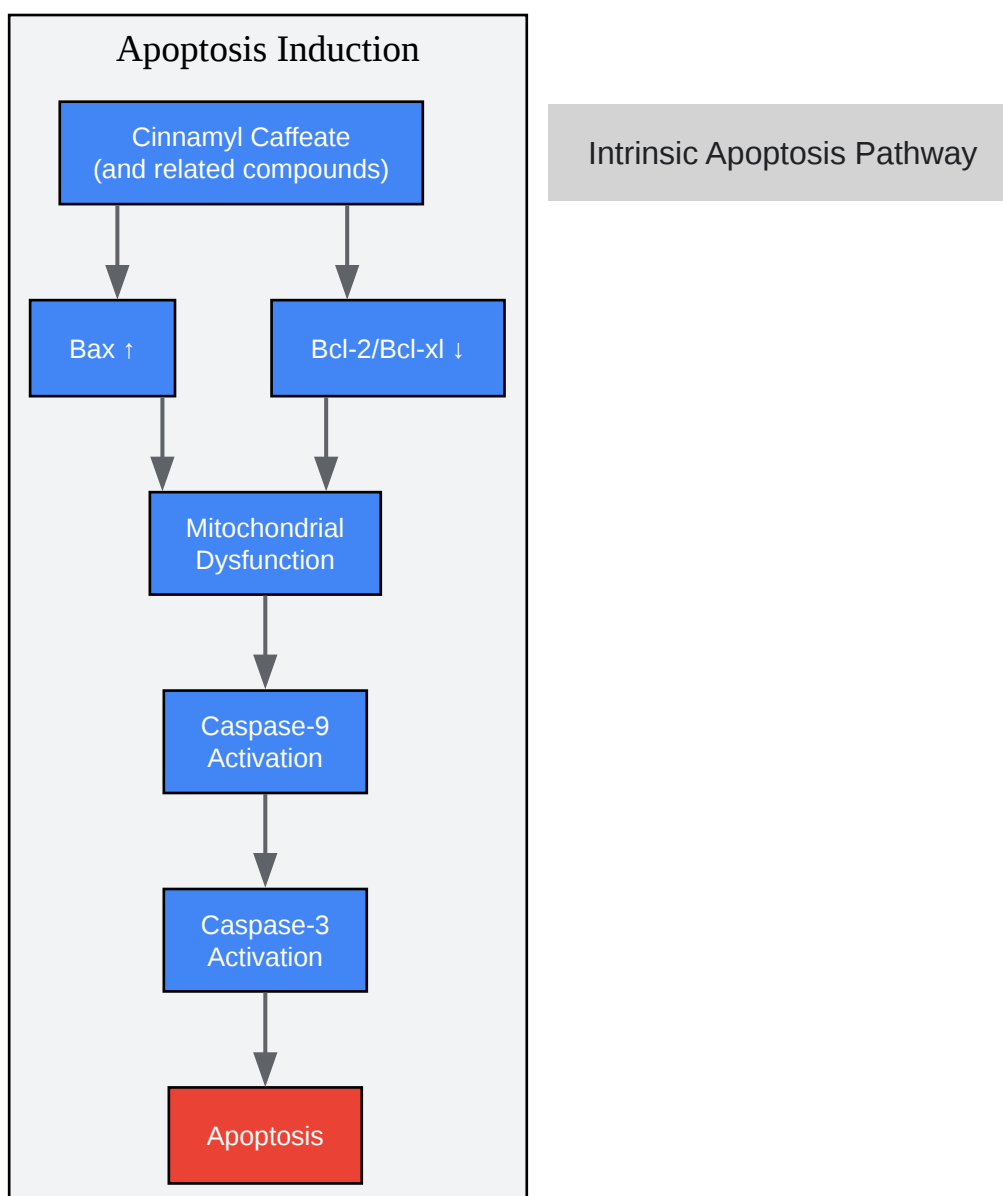 Apoptosis Induction
Cinnamyl Caffeate
(and related compounds)
Intrinsic Apoptosis Pathway
Bax ↑
Bcl-2/Bcl-xl ↓
Mitochondrial
Dysfunction
Caspase-9
Activation
Caspase-3
Activation
Apoptosis